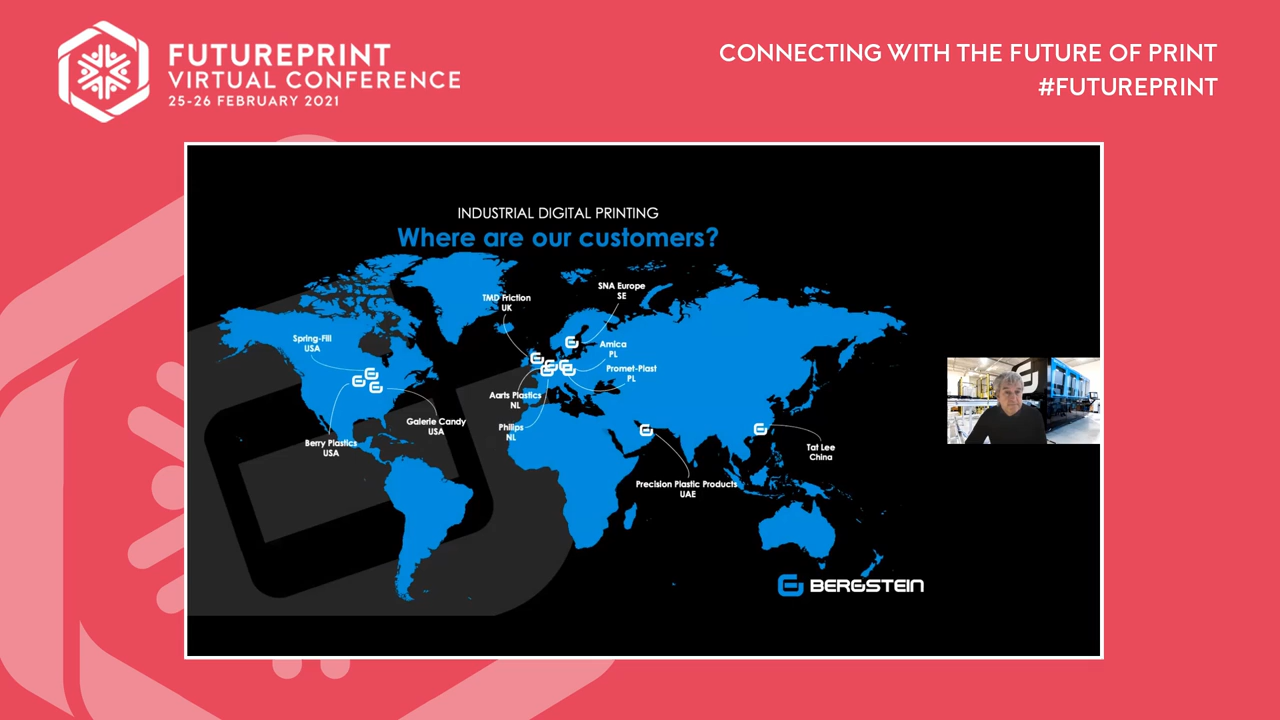 FUTUREPRINT
VIRTUAL CONFERENCE
25-26 FEBRUARY 2021
CONNECTING WITH THE FUTURE OF PRINT
#FUTUREPRINT
INDUSTRIAL DIGITAL PRINTING
Where are our customers?
SNA Europe
SE
TMD Friction
UK
Spring-Fill
USA
Amica
PL
Promet-Plast
PL
Aarts Plastics
NL
Galerie Candy
USA
Philips
NL
Berry Plastics
USA
Tat Lee
China
Precision Plastic Products
UAE
BERGSTEIN